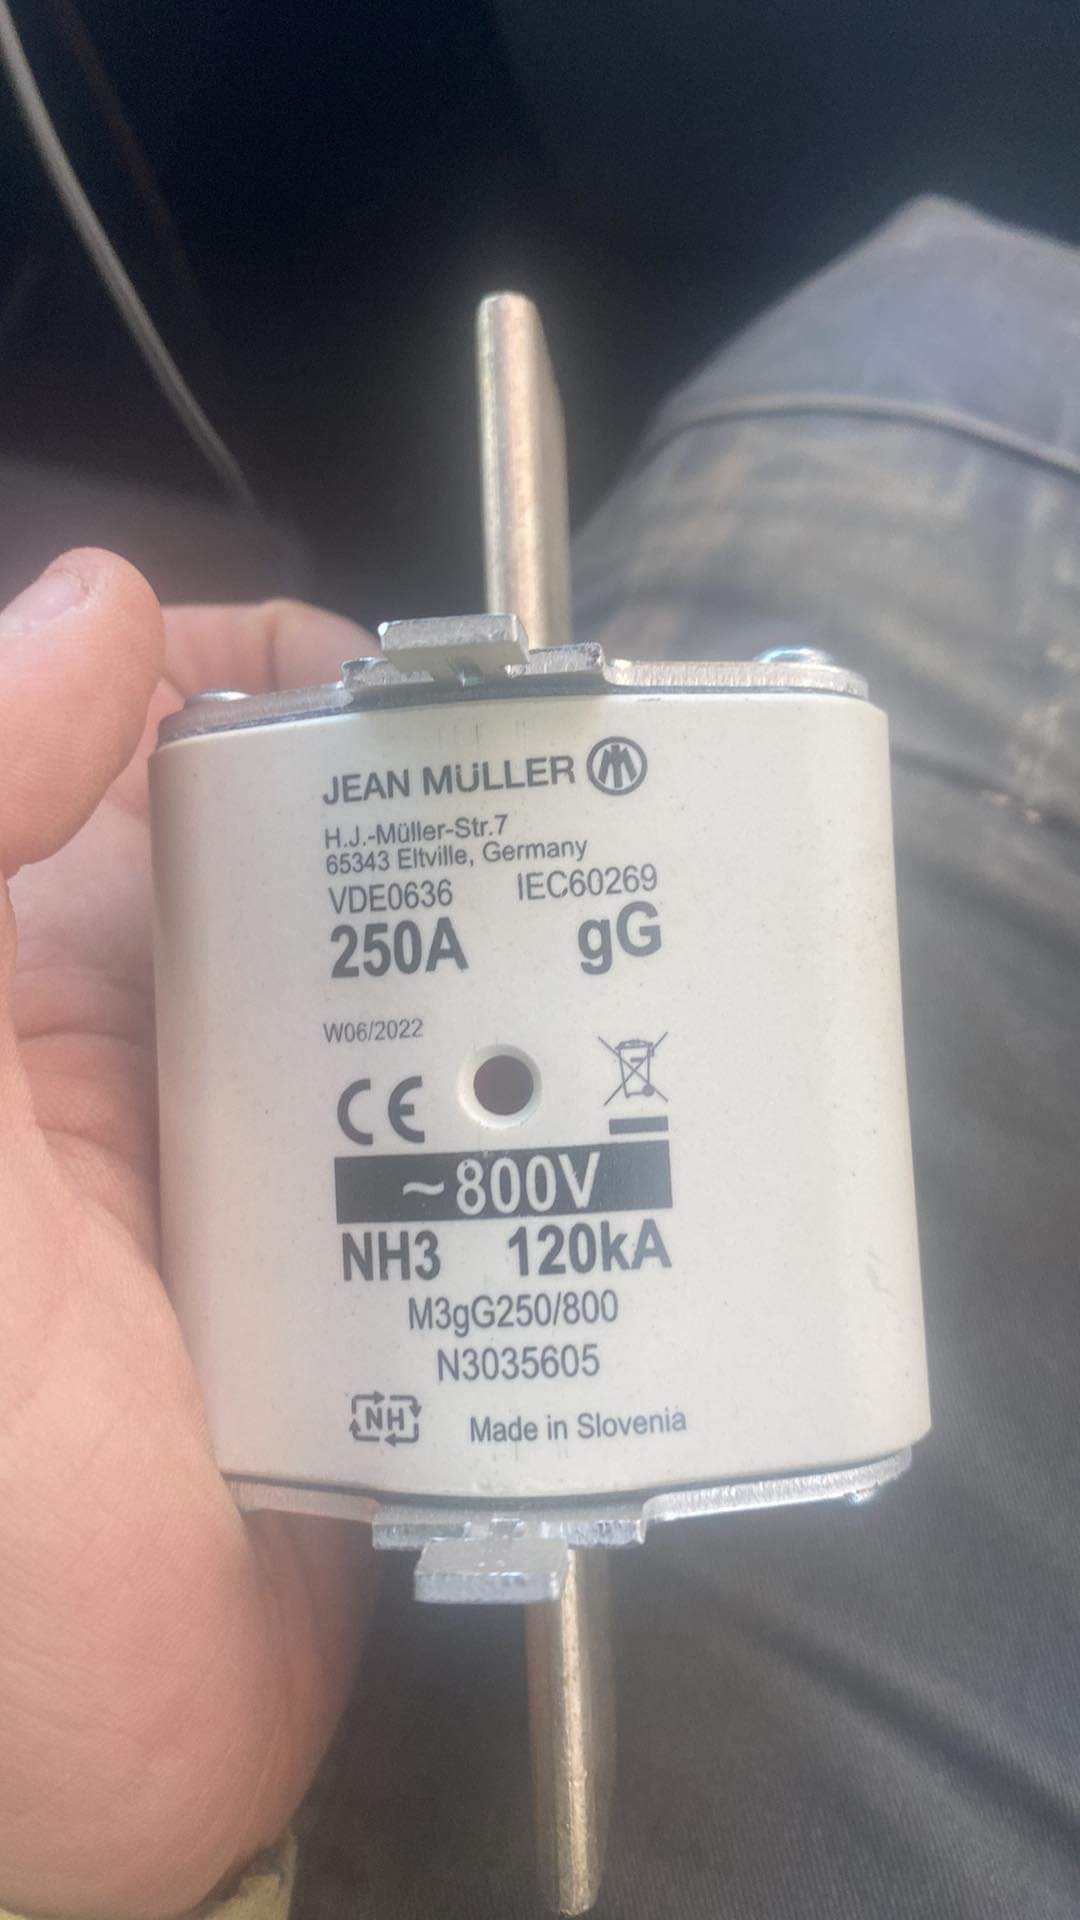 JEAN MÜLLER
H.J.-Müller-Str.7
65343 Eltville, Germany
VDE0636 IEC60269
250A gG
W06/2022
CE
~800V
NH3 120kA
M3gG250/800
N3035605
NH Made in Slovenia